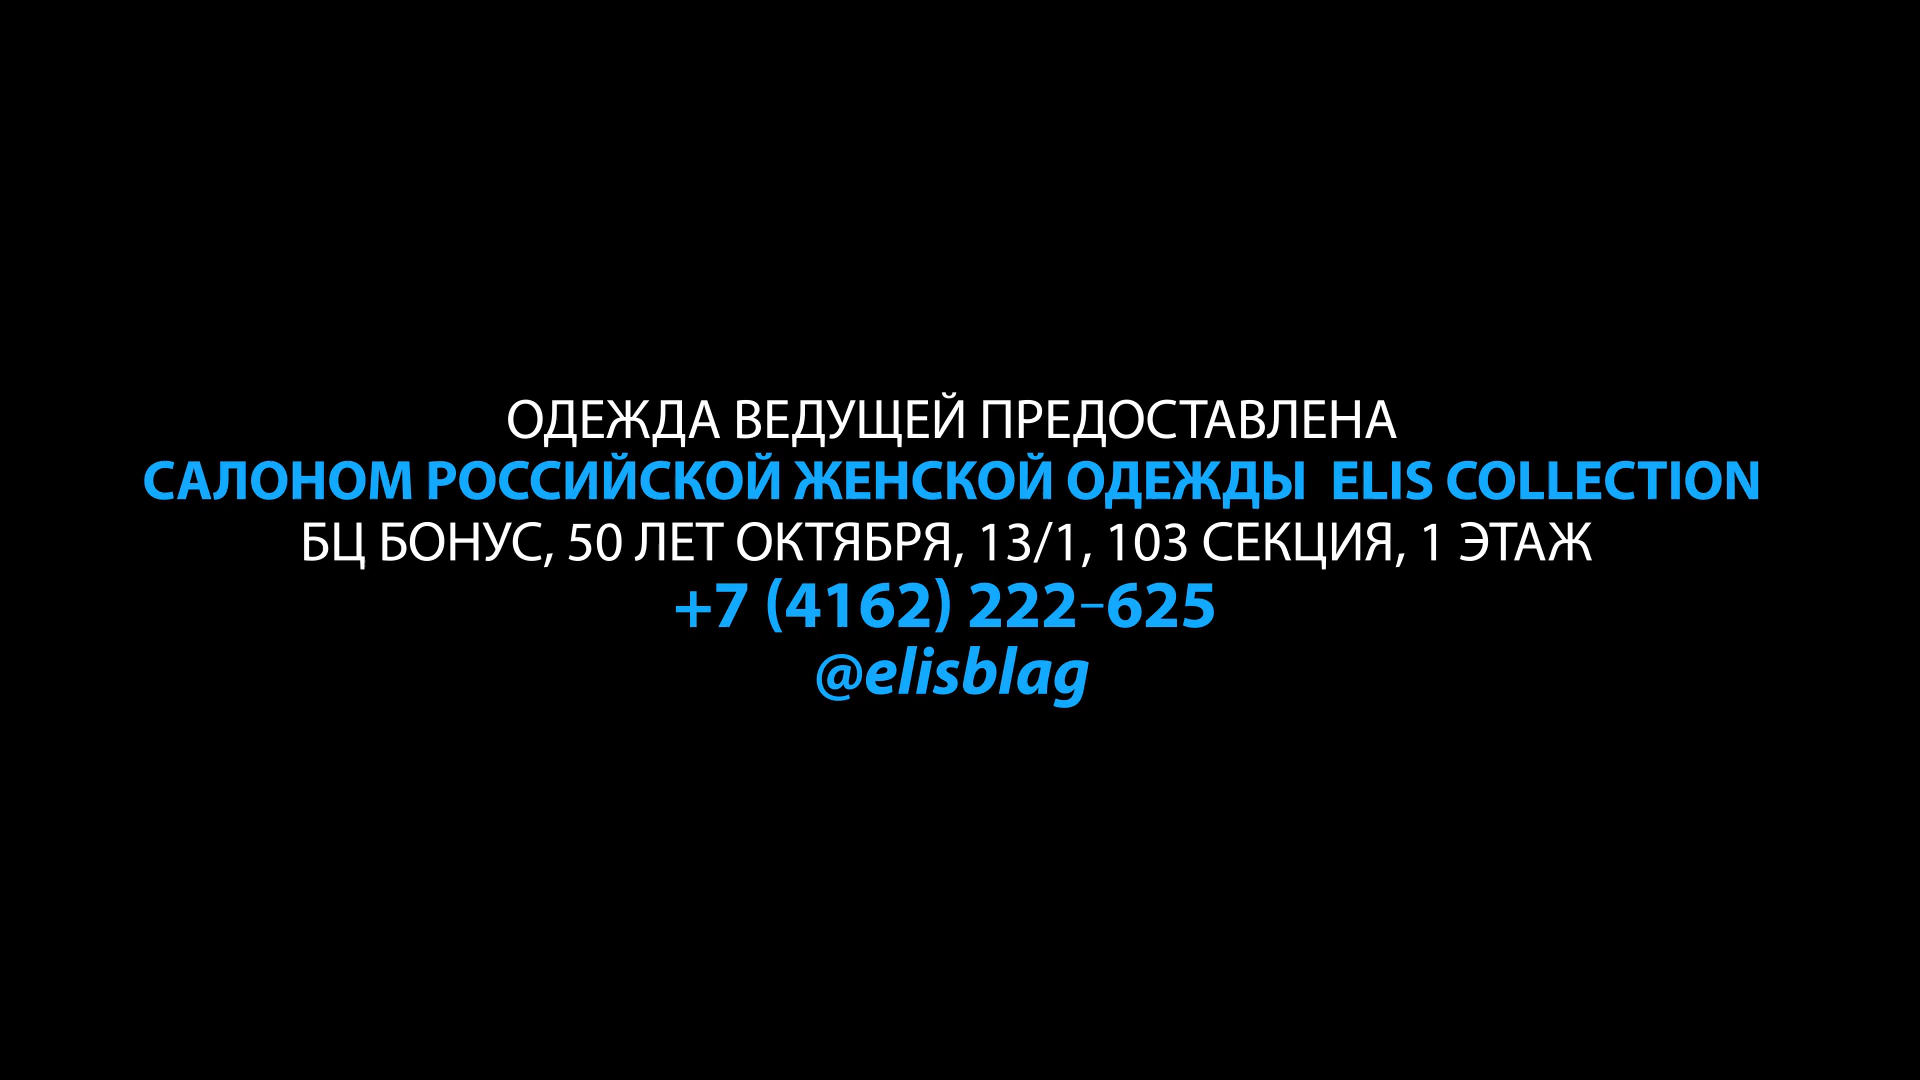 ОДЕЖДА ВЕДУЩЕЙ ПРЕДОСТАВЛЕНА
САЛОНОМ РОССИЙСКОЙ ЖЕНСКОЙ ОДЕЖДЫ  ELIS COLLECTION
БЦ БОНУС, 50 ЛЕТ ОКТЯБРЯ, 13/1, 103 СЕКЦИЯ, 1 ЭТАЖ
+7 (4162) 222–625
@elisblag